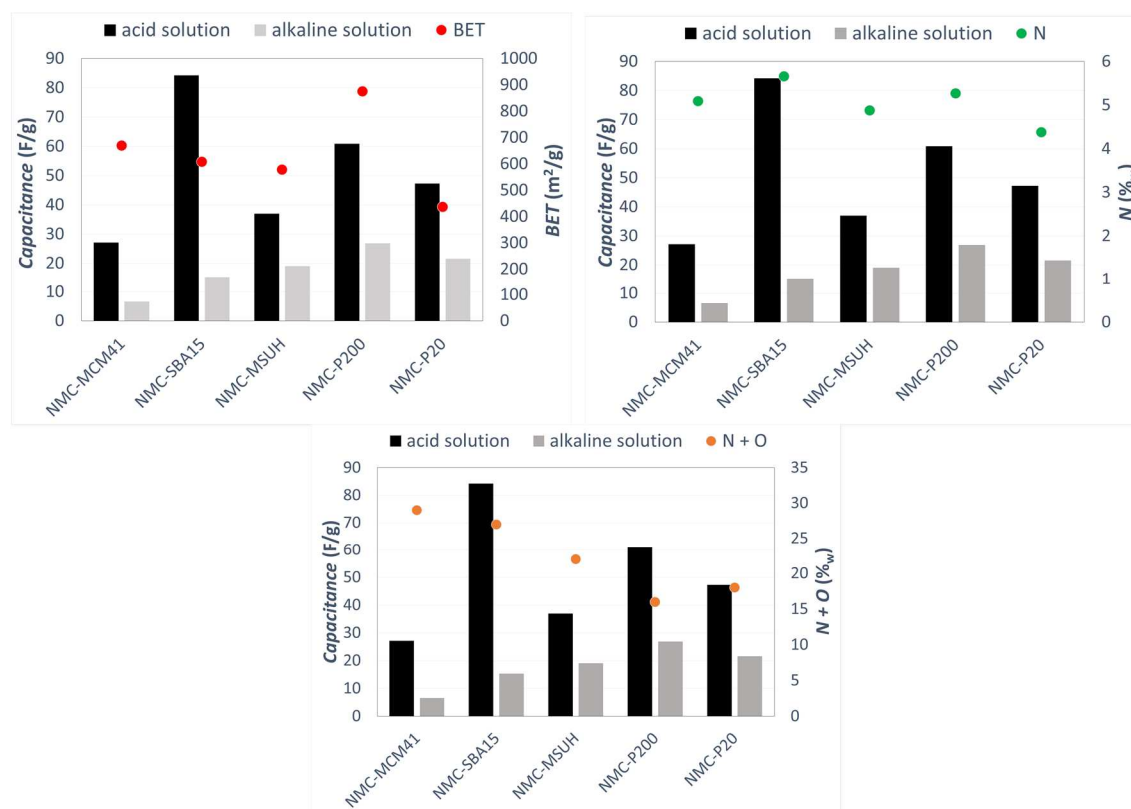 acid solution alkaline solution BET
90 80 70 60 50 40 30 20 10 0
Capacitance (F/g)
1000 900 800 700 600 500 400 300 200 100 0
BET (m²/g)
NMC-MCM41 NMC-SBA15 NMC-MSUH NMC-P200 NMC-P20
acid solution alkaline solution N
90 80 70 60 50 40 30 20 10 0
Capacitance (F/g)
6 5 4 3 2 1 0
N (%
NMC-MCM41 NMC-SBA15 NMC-MSUH NMC-P200 NMC-P20
acid solution alkaline solution N + O
90 80 70 60 50 40 30 20 10 0
Capacitance (F/g)
35 30 25 20 15 10 5 0
N + O (%w)
NMC-MCM41 NMC-SBA15 NMC-MSUH NMC-P200 NMC-P20